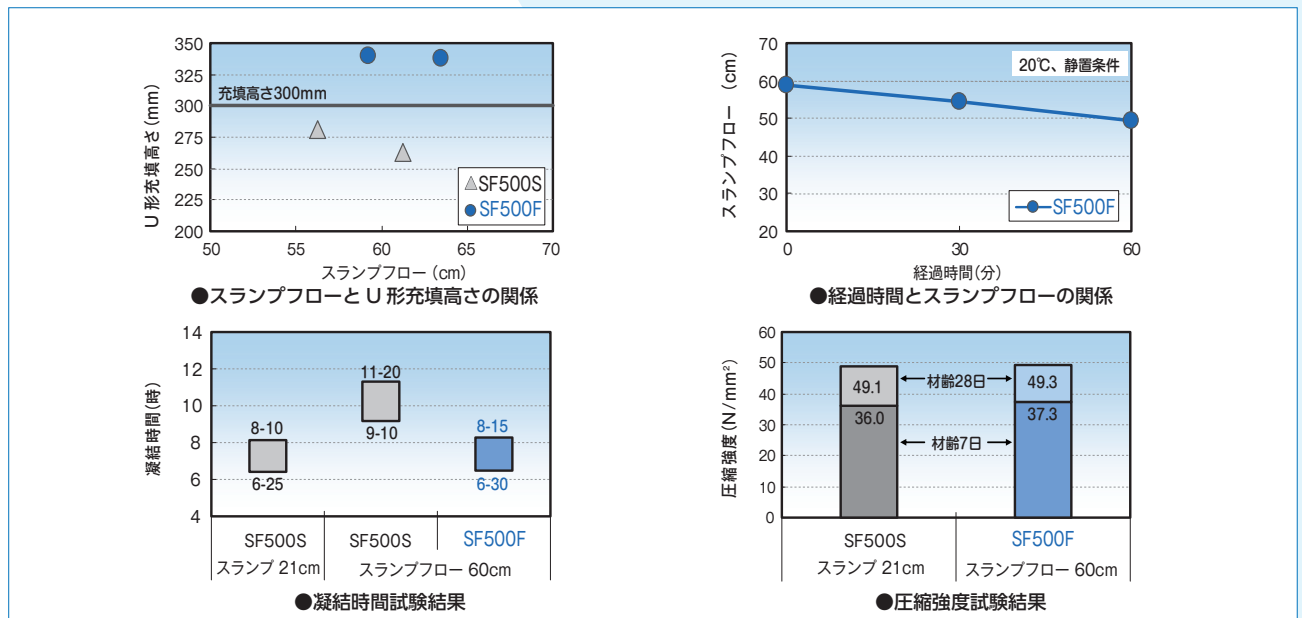 350
325
300
275
250
225
200
U形充填高さ(mm)
充填高さ300mm
SF500S
SF500F
50 55 60 65 70
スランプフロー(cm)
●スランプフローとU形充填高さの関係
70
60
50
40
30
20
スランプフロー(cm)
20℃、静置条件
SF500F
0 30 60
経過時間(分)
●経過時間とスランプフローの関係
14
12
10
8
6
4
凝結時間(時)
8-10
6-25
11-20
9-10
8-15
6-30
SF500S SF500S SF500F
スランプ 21cm スランプフロー 60cm
●凝結時間試験結果
60
50
40
30
20
10
0
圧縮強度(N/mm²)
49.1 材齢28日 49.3
36.0 37.3
材齢7日
SF500S SF500F
スランプ 21cm スランプフロー 60cm
●圧縮強度試験結果